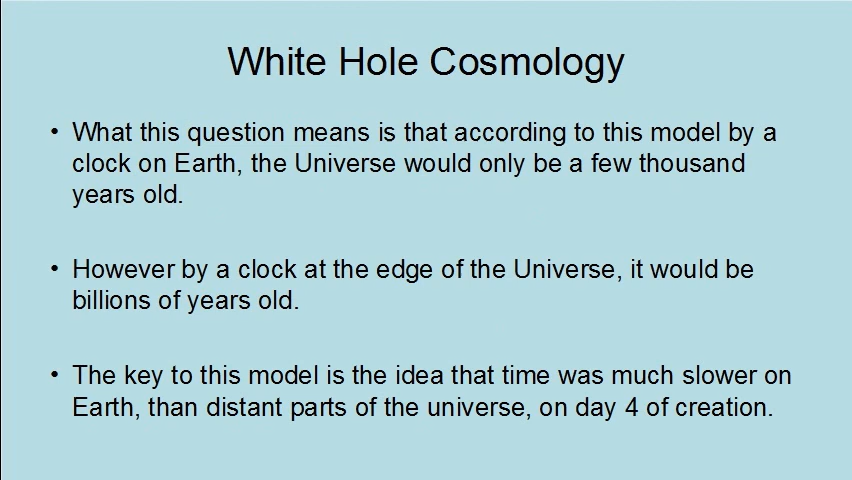 White Hole Cosmology
• What this question means is that according to this model by a
clock on Earth, the Universe would only be a few thousand
years old.
• However by a clock at the edge of the Universe, it would be
billions of years old.
• The key to this model is the idea that time was much slower on
Earth, than distant parts of the universe, on day 4 of creation.